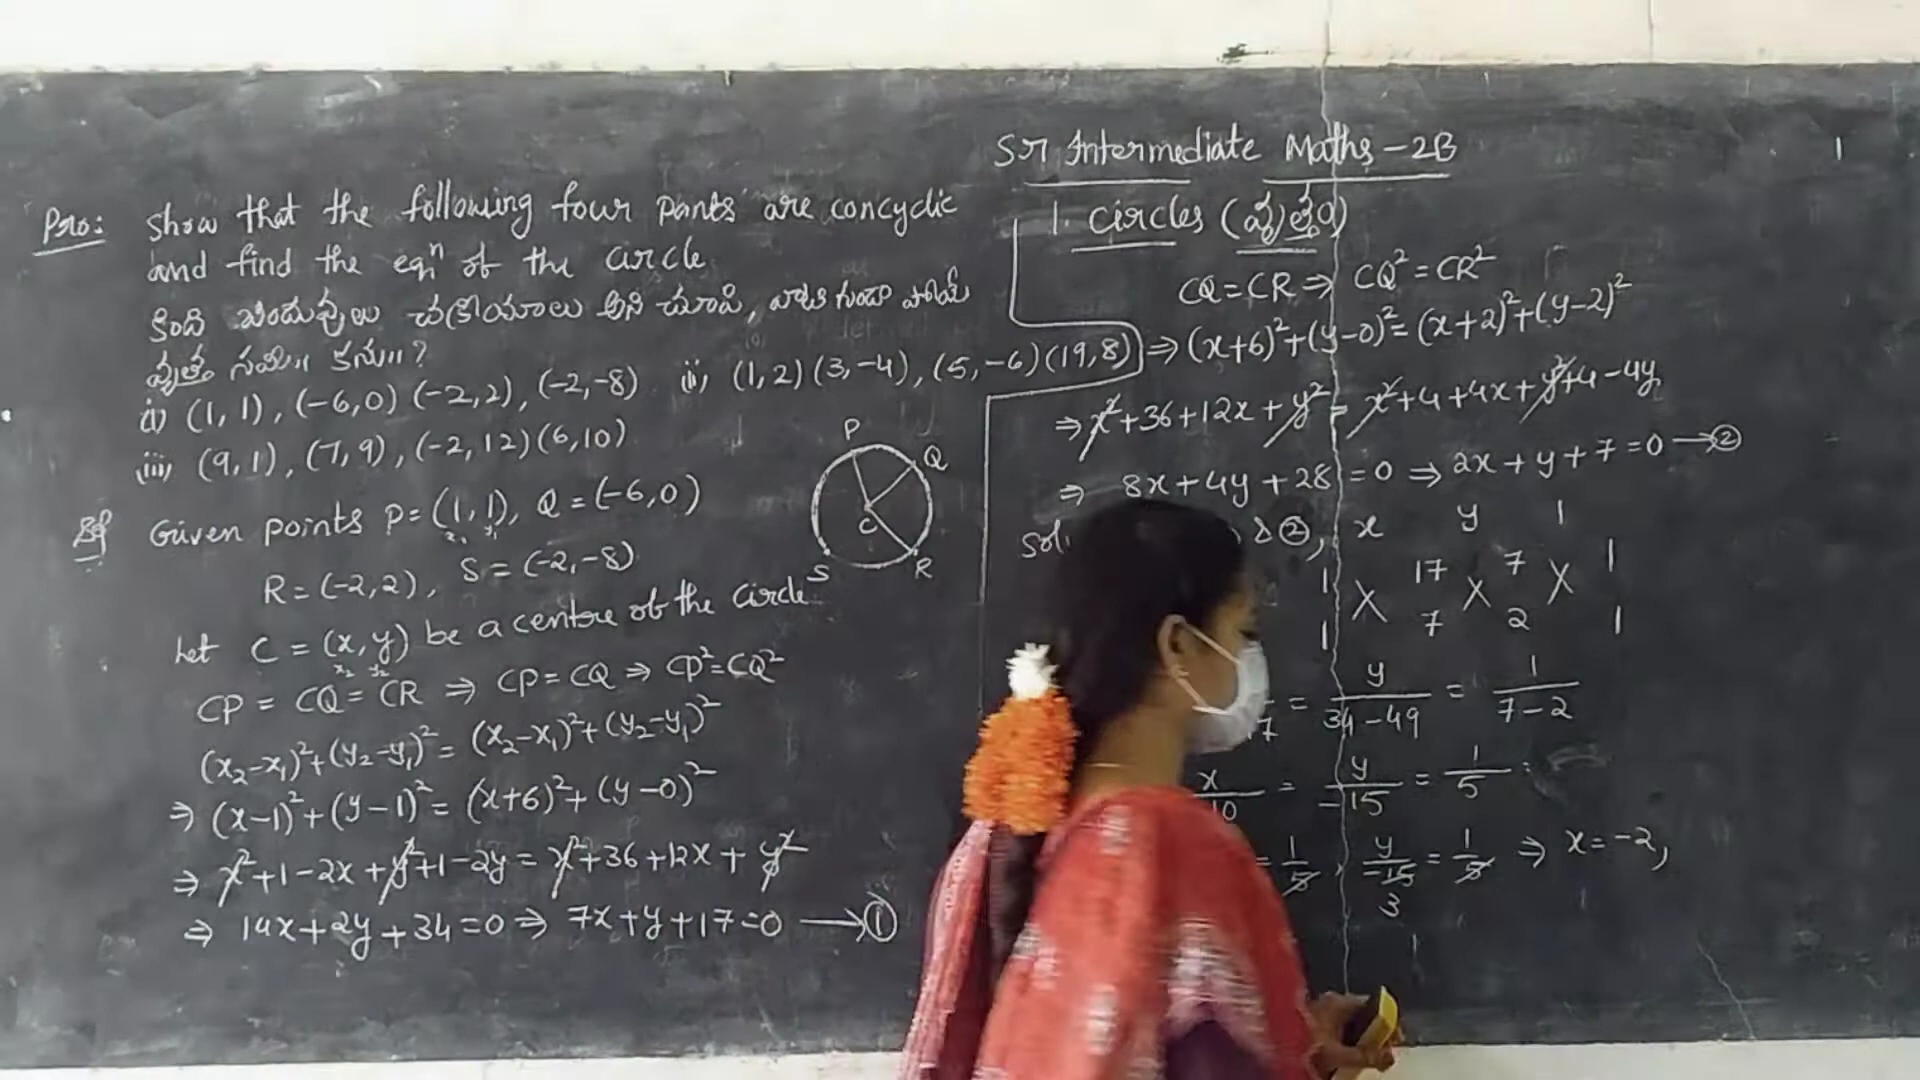 Sr Intermediate Maths-2B
1. Circles (వృత్తం)
Pro: Show that the following four points are concyclic
and find the eqⁿ of the circle
క్రింది బిందువులు చక్రీయాలు అని చూపి, వాటి గుండా పోయే
వృత్త సమీ॥ కను॥?
i) (1,1), (-6,0) (-2,2), (-2,-8) ii, (1,2) (3,-4), (5,-6) (19,8)
iii, (9,1), (7,9), (-2,12) (6,10)
Given points P=(1,1), Q=(-6,0)
x₁ y₁
R=(-2,2), S=(-2,-8)
Let C=(x,y) be a centre of the circle
x₂ y₂
CP = CQ = CR ⇒ CP=CQ ⇒ CP²=CQ²
(x₂-x₁)²+(y₂-y₁)² = (x₂-x₁)²+(y₂-y₁)²
⇒ (x-1)²+(y-1)² = (x+6)²+(y-0)²
⇒ x²+1-2x+y²+1-2y = x²+36+12x+y²
⇒ 14x+2y+34=0 ⇒ 7x+y+17=0 → ①
P
Q
C
S
R
CQ=CR ⇒ CQ²=CR²
⇒ (x+6)²+(y-0)² = (x+2)²+(y-2)²
⇒ x²+36+12x+y² = x²+4+4x+y²+4-4y
⇒ 8x+4y+28=0 ⇒ 2x+y+7=0 → ②
Sol & ②, x y 1
1 17 7 1
1 7 2 1
7 = y/(34-49) = 1/(7-2)
x/10 = y/-15 = 1/5
= 1/5, y/-15 = 1/5 ⇒ x=-2,
3
1